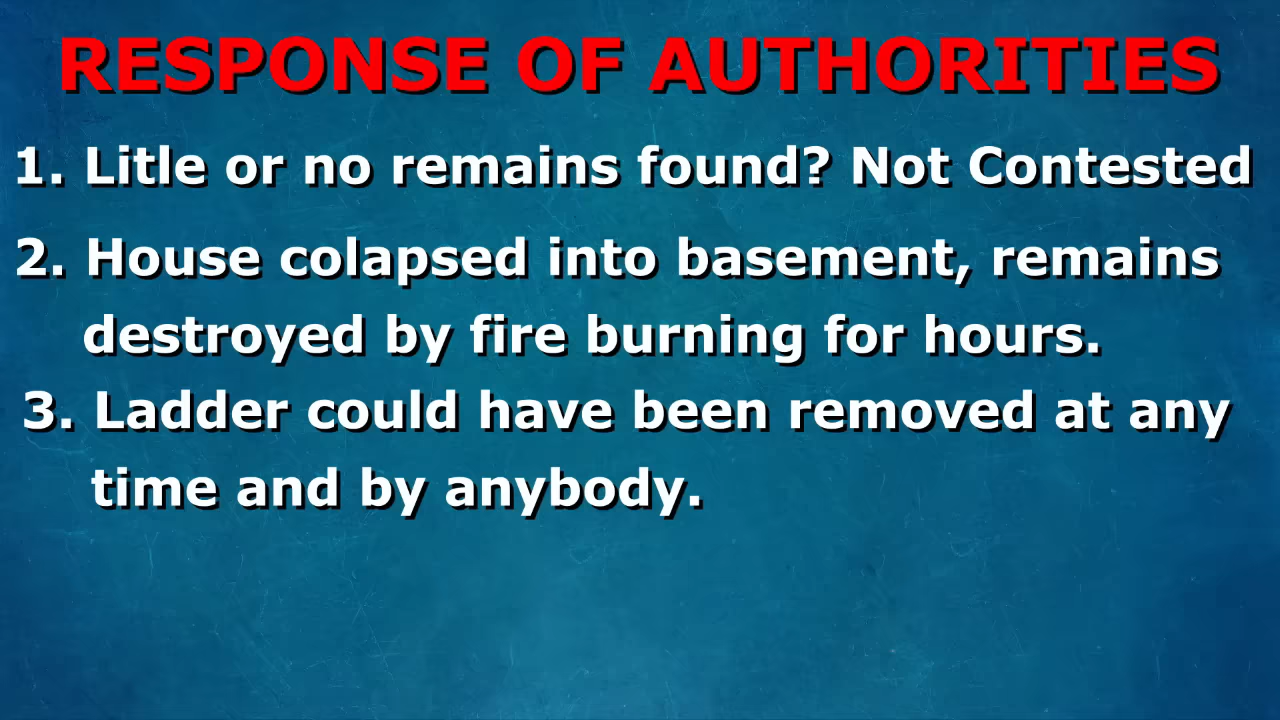 RESPONSE OF AUTHORITIES
1. Litle or no remains found? Not Contested
2. House colapsed into basement, remains
destroyed by fire burning for hours.
3. Ladder could have been removed at any
time and by anybody.